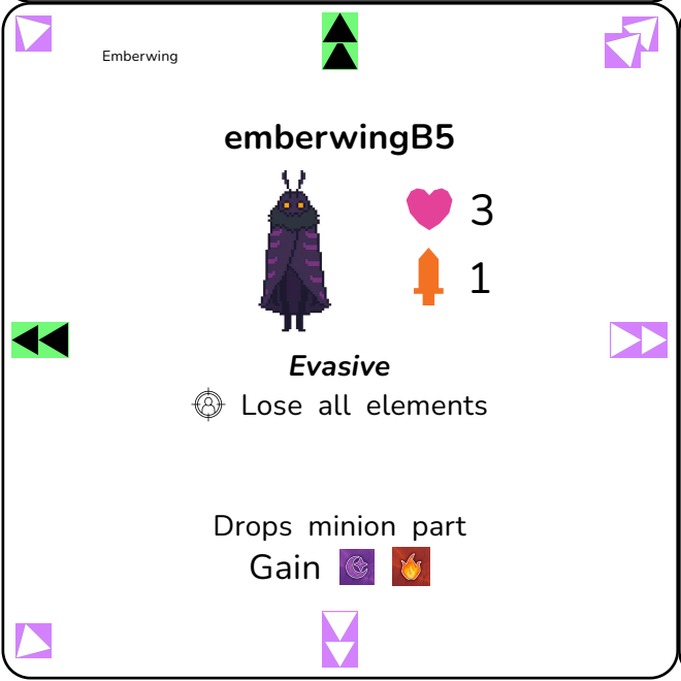 Emberwing
emberwingB5
3
1
Evasive
Lose all elements
Drops minion part
Gain